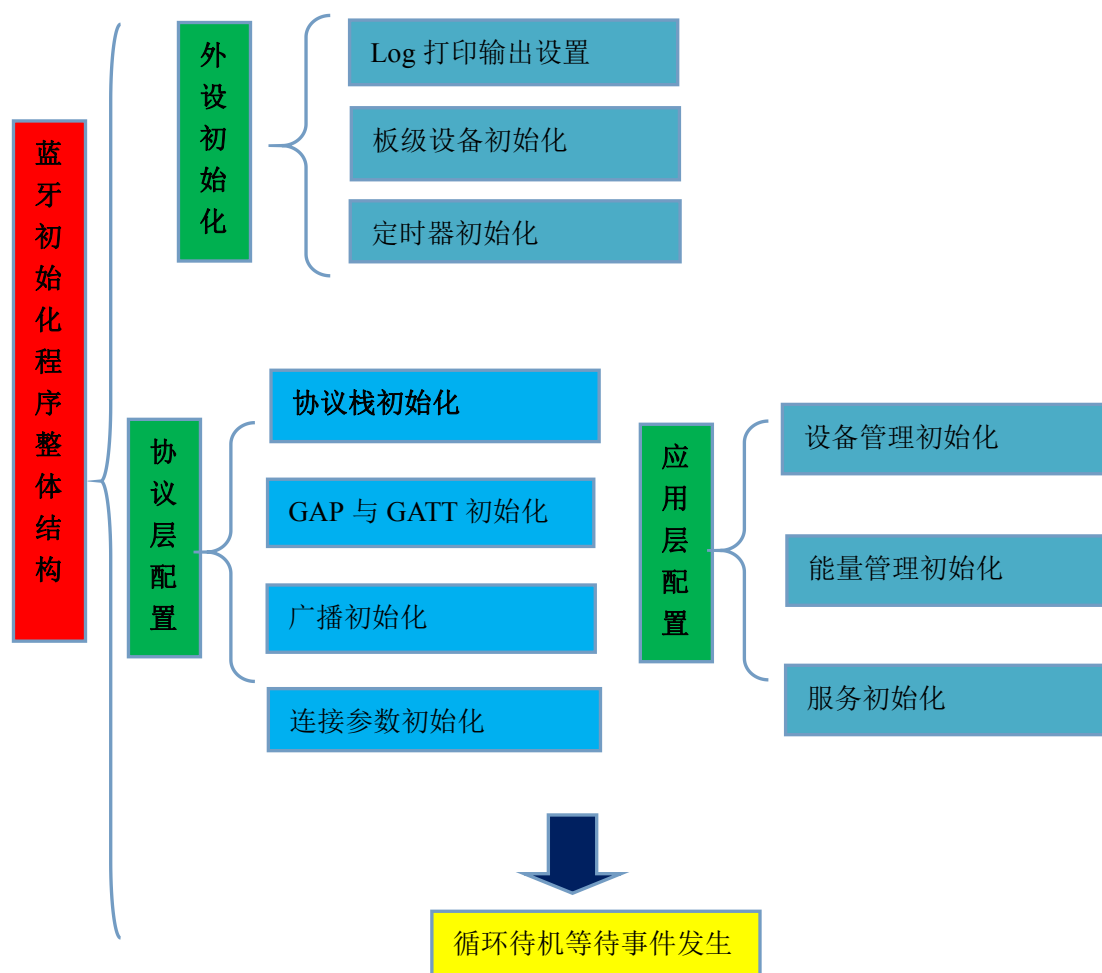 蓝牙初始化程序整体结构
外设初始化
Log 打印输出设置
板级设备初始化
定时器初始化
协议层配置
协议栈初始化
GAP 与 GATT 初始化
广播初始化
连接参数初始化
应用层配置
设备管理初始化
能量管理初始化
服务初始化
循环待机等待事件发生